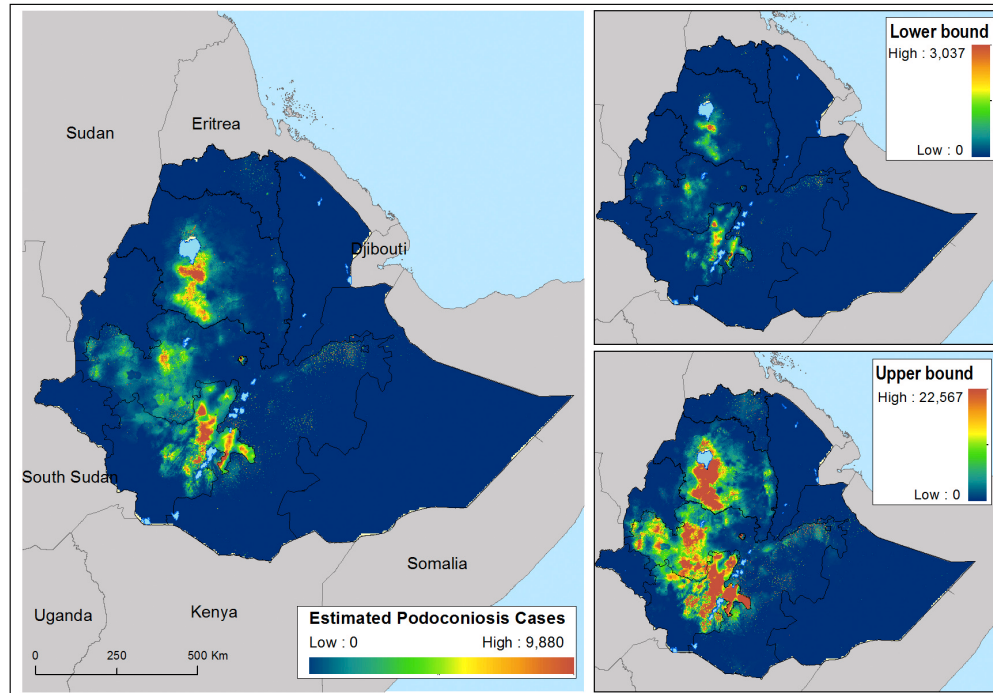 Sudan
Eritrea
Djibouti
South Sudan
Somalia
Uganda
Kenya
Estimated Podoconiosis Cases
Low : 0 High : 9,880
0 250 500 Km
Lower bound
High : 3,037
Low : 0
Upper bound
High : 22,567
Low : 0